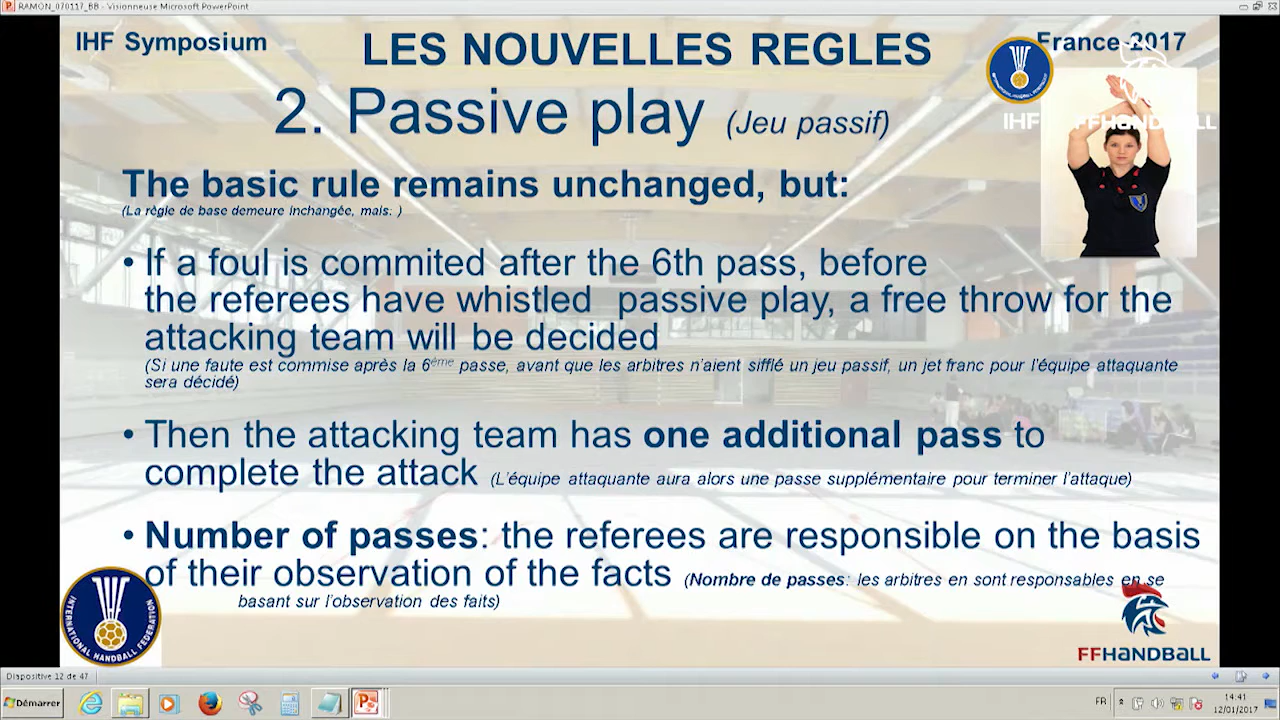 RAMON_070117_BB - Visionneuse Microsoft PowerPoint
IHF Symposium
LES NOUVELLES REGLES
France 2017
2. Passive play (Jeu passif)
IHF
FFHANDBALL
The basic rule remains unchanged, but:
(La règle de base demeure inchangée, mais: )
• If a foul is commited after the 6th pass, before
the referees have whistled passive play, a free throw for the
attacking team will be decided
(Si une faute est commise après la 6ème passe, avant que les arbitres n'aient sifflé un jeu passif, un jet franc pour l'équipe attaquante
sera décidé)
• Then the attacking team has one additional pass to
complete the attack (L'équipe attaquante aura alors une passe supplémentaire pour terminer l'attaque)
• Number of passes: the referees are responsible on the basis
of their observation of the facts (Nombre de passes: les arbitres en sont responsables en se
basant sur l'observation des faits)
INTERNATIONAL HANDBALL FEDERATION
FFHANDBALL
Diapositive 12 de 47
Démarrer
FR
14:41
12/01/2017